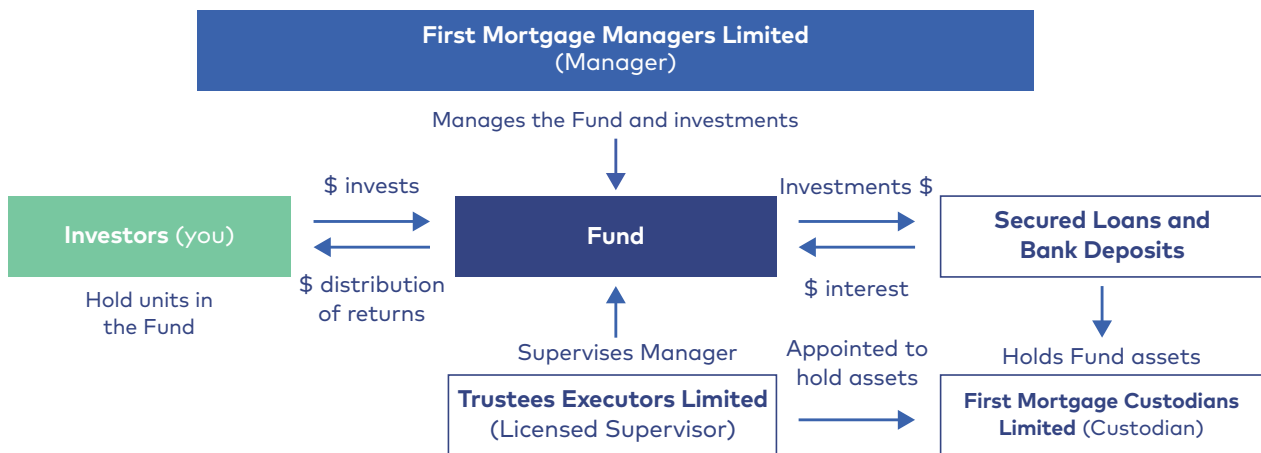 First Mortgage Managers Limited
(Manager)
Manages the Fund and investments
$ invests
Investments $
Investors (you)
Fund
Secured Loans and
Bank Deposits
$ distribution
of returns
$ interest
Hold units in
the Fund
Supervises Manager
Appointed to
hold assets
Holds Fund assets
Trustees Executors Limited
(Licensed Supervisor)
First Mortgage Custodians
Limited (Custodian)